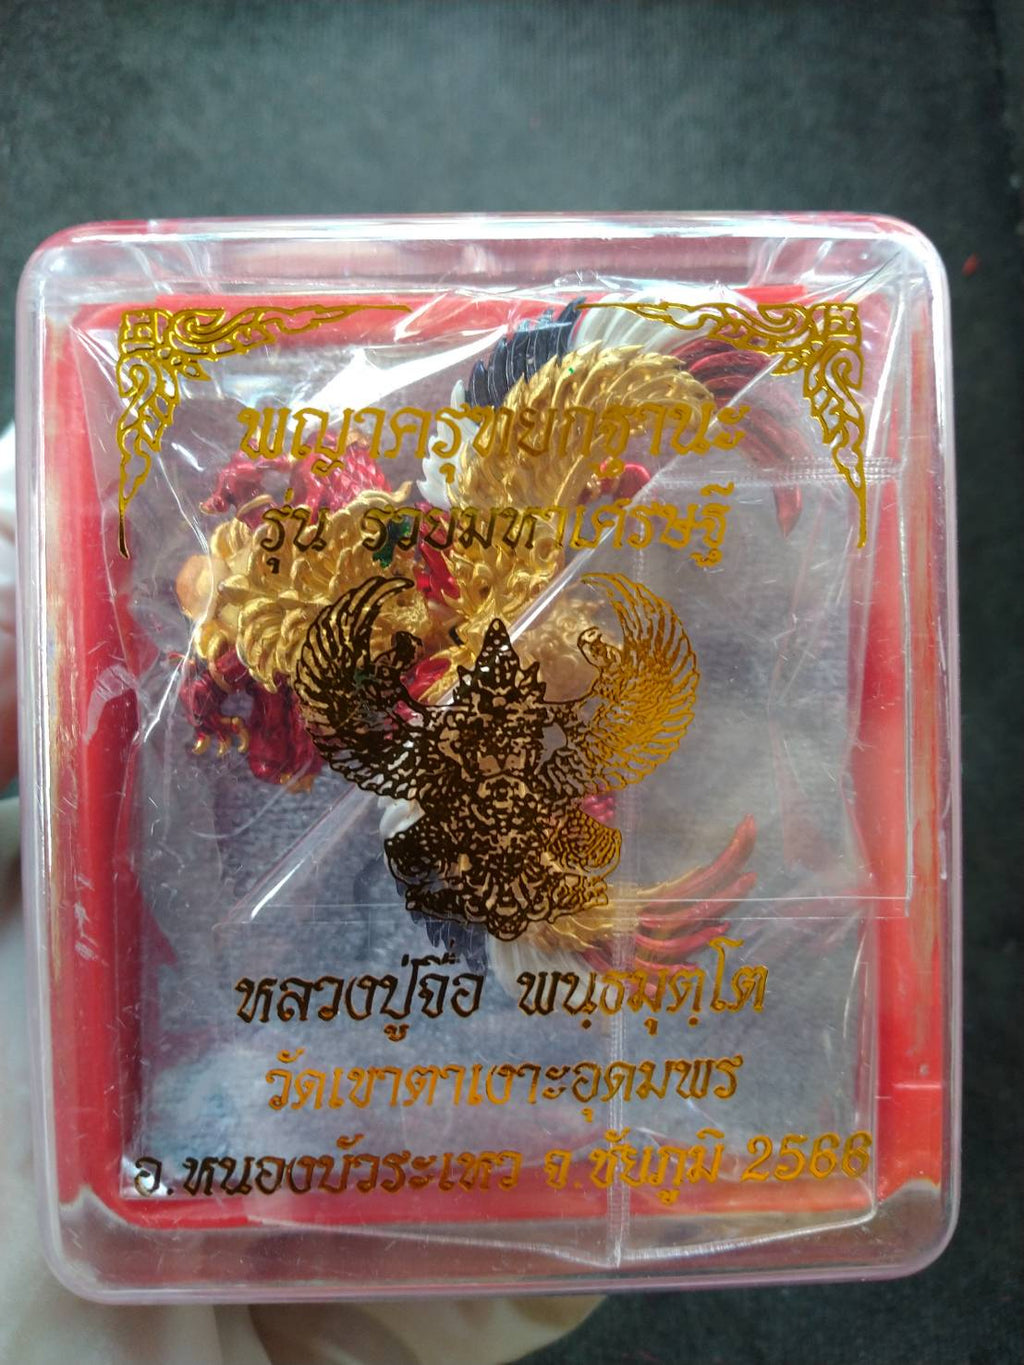 พญาครุฑยกฐานะ
รุ่น รวยมหาเศรษฐี
หลวงปู่จื่อ พนฺธมุตฺโต
วัดเขาตาเงาะอุดมพร
อ.หนองบัวระเหว จ.ชัยภูมิ 2566